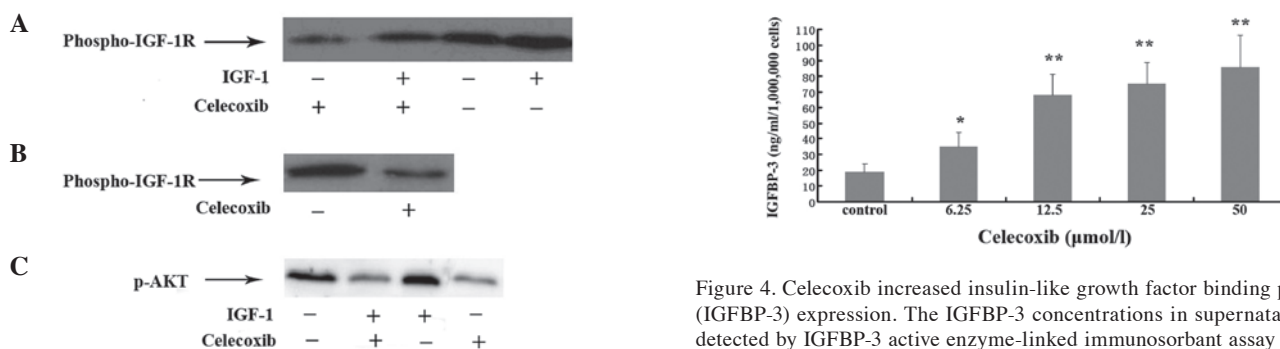 A
Phospho-IGF-1R
IGF-1 – + – +
Celecoxib + + – –
B
Phospho-IGF-1R
Celecoxib – +
C
p-AKT
IGF-1 – + + –
Celecoxib – + – +
IGFBP-3 (ng/ml/1,000,000 cells)
110
100
90
80
70
60
50
40
30
20
10
0
*
**
**
**
control 6.25 12.5 25 50
Celecoxib (µmol/l)
Figure 4. Celecoxib increased insulin-like growth factor binding p
(IGFBP-3) expression. The IGFBP-3 concentrations in supernata
detected by IGFBP-3 active enzyme-linked immunosorbant assay